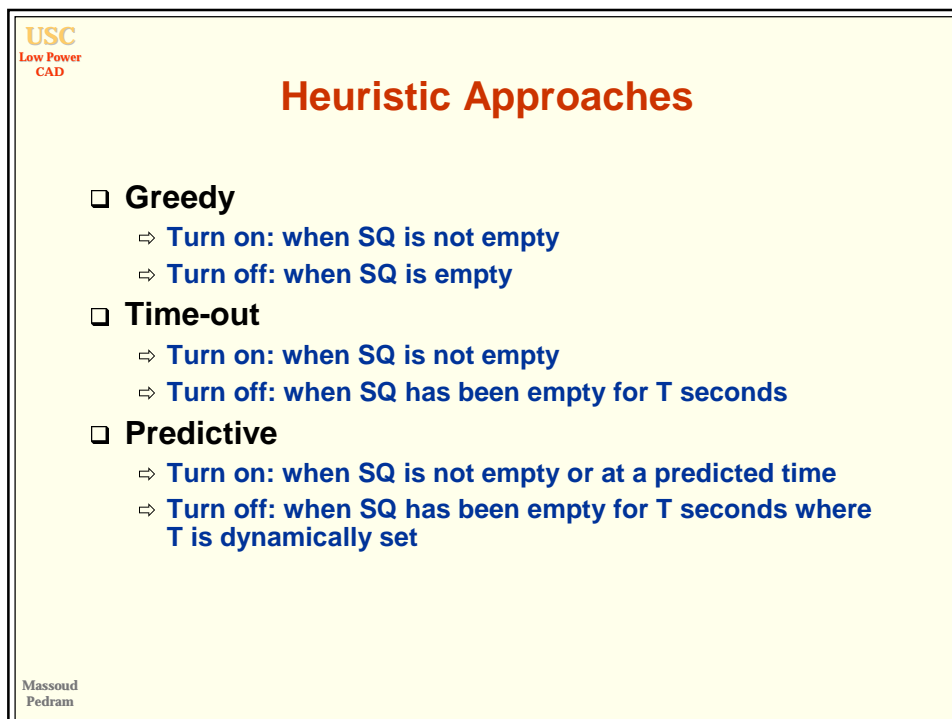 USC
Low Power
CAD
Heuristic Approaches
Greedy
Turn on: when SQ is not empty
Turn off: when SQ is empty
Time-out
Turn on: when SQ is not empty
Turn off: when SQ has been empty for T seconds
Predictive
Turn on: when SQ is not empty or at a predicted time
Turn off: when SQ has been empty for T seconds where
T is dynamically set
Massoud
Pedram